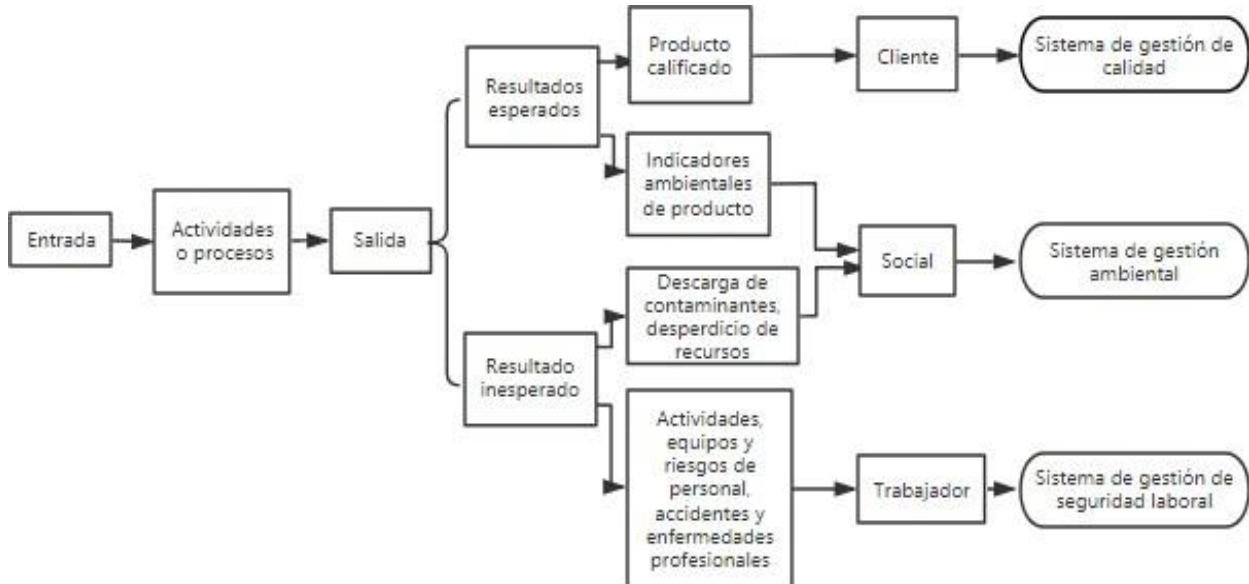 Entrada
Actividades
o procesos
Salida
Resultados
esperados
Resultado
inesperado
Producto
calificado
Indicadores
ambientales
de producto
Descarga de
contaminantes,
desperdicio de
recursos
Actividades,
equipos y
riesgos de
personal,
accidentes y
enfermedades
profesionales
Cliente
Social
Trabajador
Sistema de gestión de
calidad
Sistema de gestión
ambiental
Sistema de gestión de
seguridad laboral